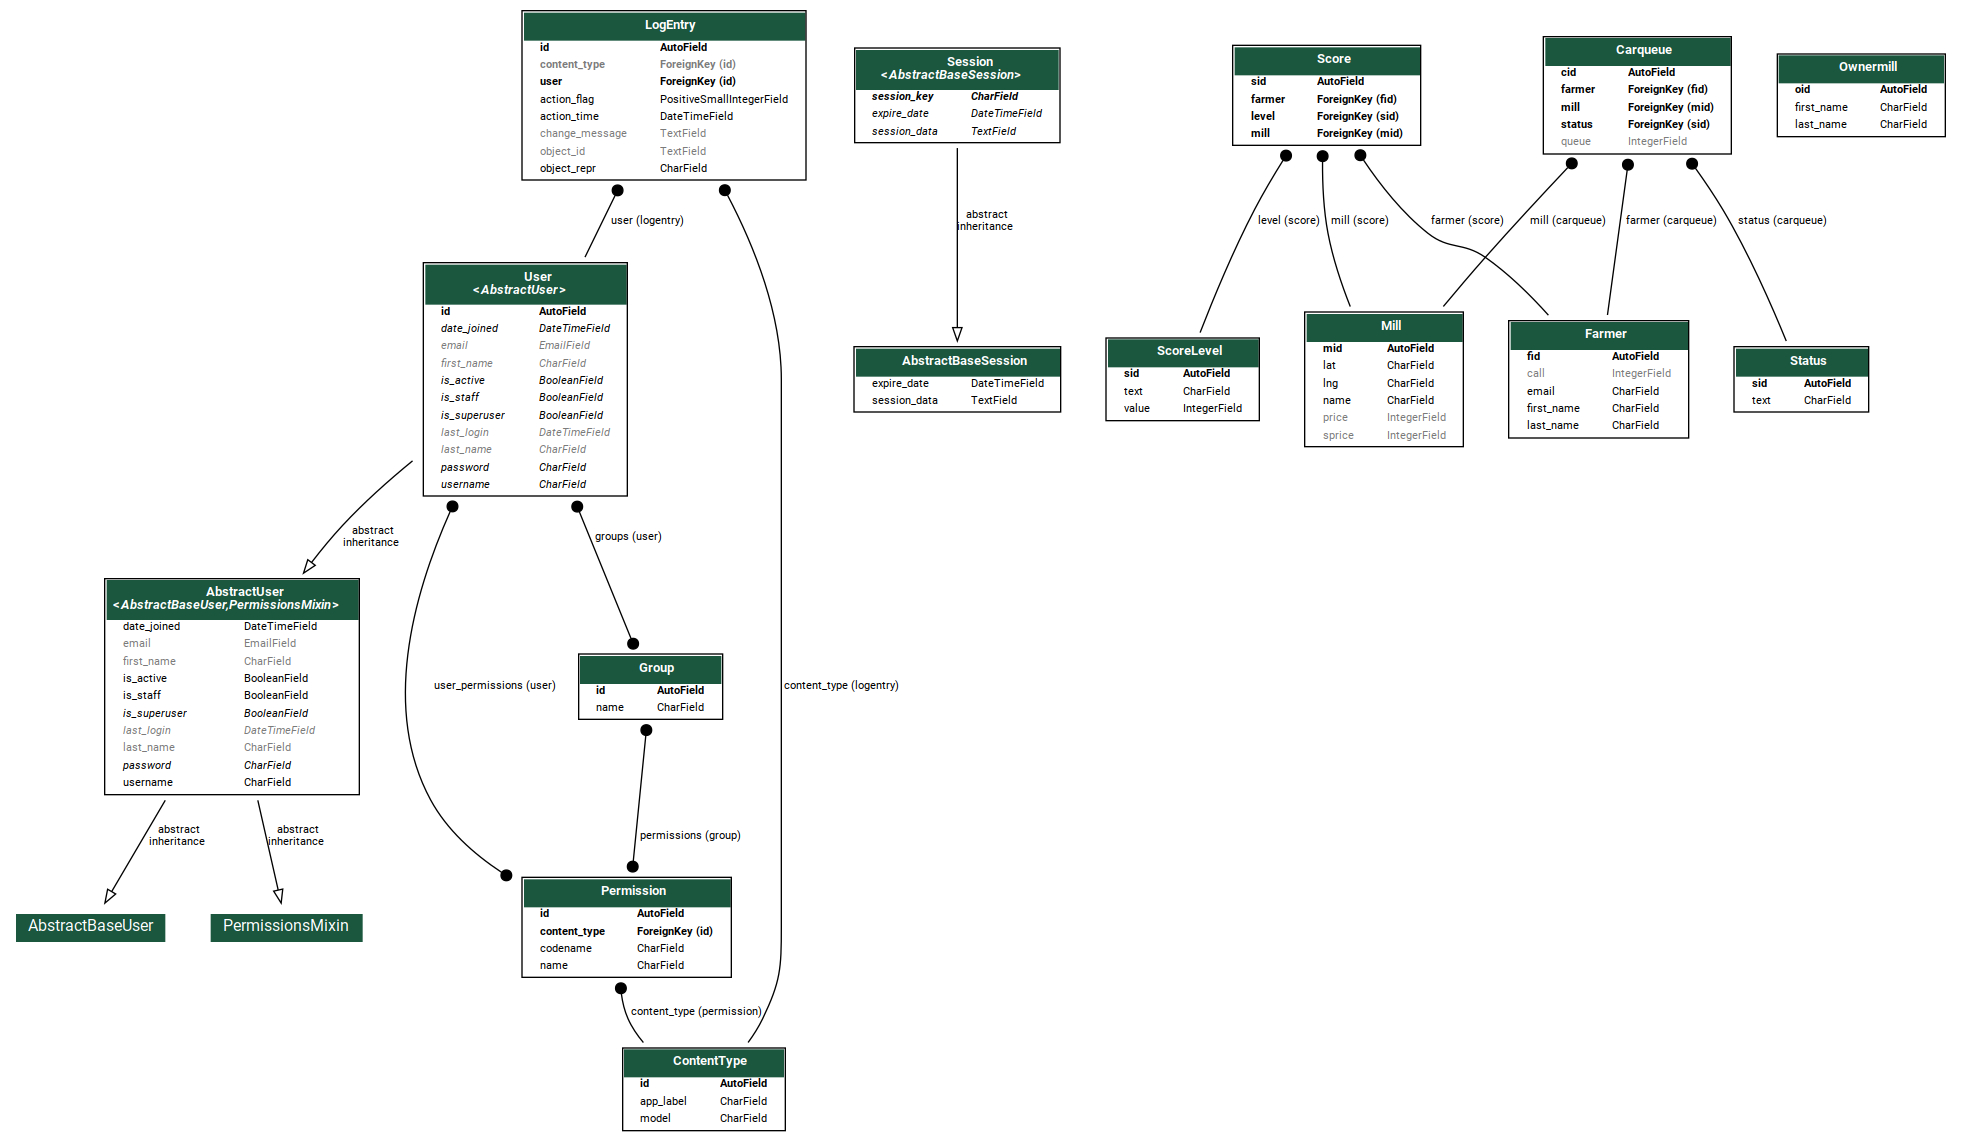 LogEntry
id AutoField
content_type ForeignKey (id)
user ForeignKey (id)
action_flag PositiveSmallIntegerField
action_time DateTimeField
change_message TextField
object_id TextField
object_repr CharField
Session
<AbstractBaseSession>
session_key CharField
expire_date DateTimeField
session_data TextField
Score
sid AutoField
farmer ForeignKey (fid)
level ForeignKey (sid)
mill ForeignKey (mid)
Carqueue
cid AutoField
farmer ForeignKey (fid)
mill ForeignKey (mid)
status ForeignKey (sid)
queue IntegerField
Ownermill
oid AutoField
first_name CharField
last_name CharField
user (logentry)
abstract
inheritance
level (score)
mill (score)
farmer (score)
mill (carqueue)
farmer (carqueue)
status (carqueue)
User
<AbstractUser>
id AutoField
date_joined DateTimeField
email EmailField
first_name CharField
is_active BooleanField
is_staff BooleanField
is_superuser BooleanField
last_login DateTimeField
last_name CharField
password CharField
username CharField
AbstractBaseSession
expire_date DateTimeField
session_data TextField
ScoreLevel
sid AutoField
text CharField
value IntegerField
Mill
mid AutoField
lat CharField
lng CharField
name CharField
price IntegerField
sprice IntegerField
Farmer
fid AutoField
call IntegerField
email CharField
first_name CharField
last_name CharField
Status
sid AutoField
text CharField
abstract
inheritance
groups (user)
AbstractUser
<AbstractBaseUser,PermissionsMixin>
date_joined DateTimeField
email EmailField
first_name CharField
is_active BooleanField
is_staff BooleanField
is_superuser BooleanField
last_login DateTimeField
last_name CharField
password CharField
username CharField
user_permissions (user)
Group
id AutoField
name CharField
content_type (logentry)
abstract
inheritance
abstract
inheritance
permissions (group)
AbstractBaseUser
PermissionsMixin
Permission
id AutoField
content_type ForeignKey (id)
codename CharField
name CharField
content_type (permission)
ContentType
id AutoField
app_label CharField
model CharField